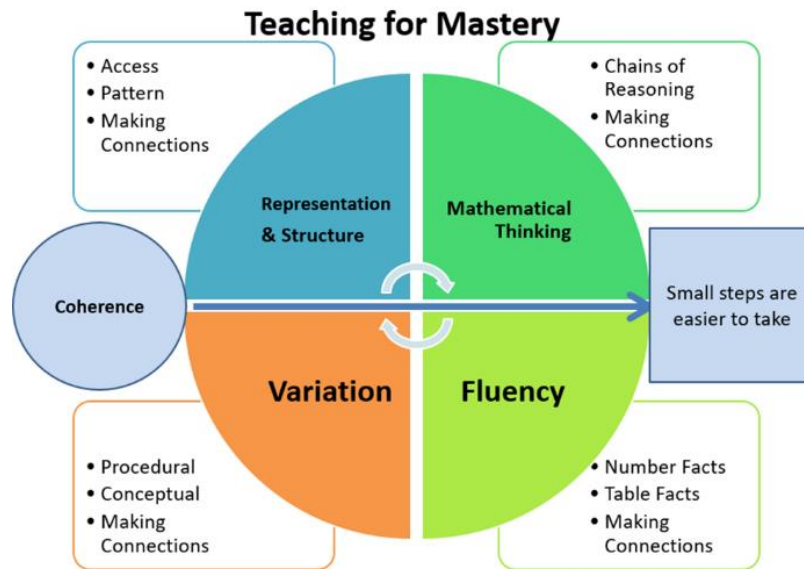 Teaching for Mastery
• Access
• Pattern
• Making
Connections
• Chains of
Reasoning
• Making
Connections
Representation
& Structure
Mathematical
Thinking
Coherence
Small steps are
easier to take
Variation
Fluency
• Procedural
• Conceptual
• Making
Connections
• Number Facts
• Table Facts
• Making
Connections